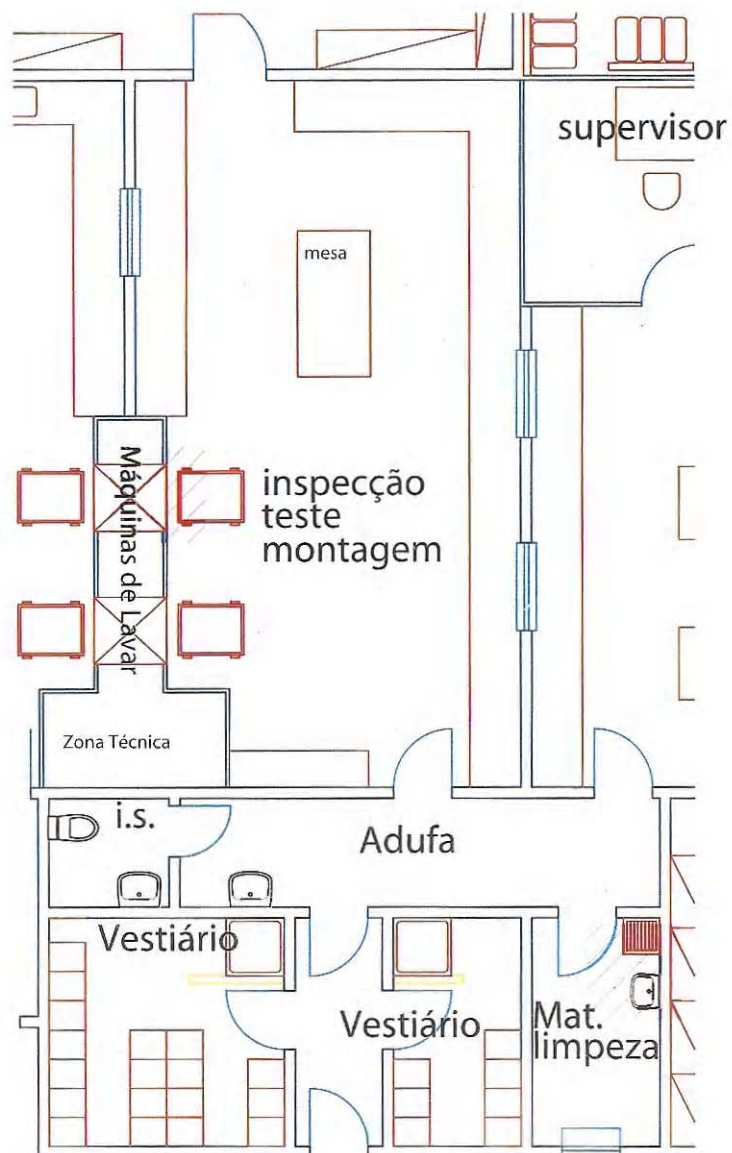 supervisor
mesa
Máquinas de Lavar
inspecção
teste
montagem
Zona Técnica
i.s.
Adufa
Vestiário
Vestiário
Mat.
limpeza